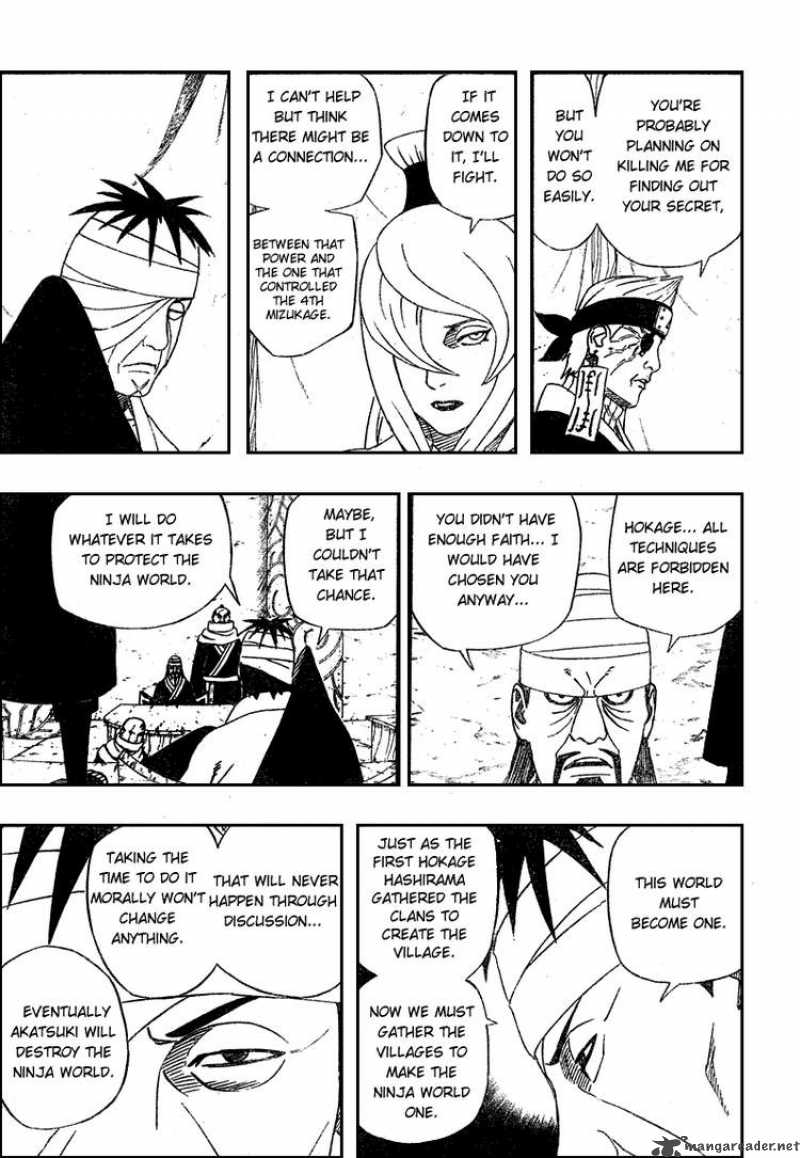 YOU'RE
PROBABLY
PLANNING ON
KILLING ME FOR
FINDING OUT
YOUR SECRET,
BUT
YOU
WON'T
DO SO
EASILY.
IF IT
COMES
DOWN TO
IT, I'LL
FIGHT.
I CAN'T HELP
BUT THINK
THERE MIGHT BE
A CONNECTION...
BETWEEN THAT
POWER AND
THE ONE THAT
CONTROLLED
THE 4TH
MIZUKAGE.
HOKAGE... ALL
TECHNIQUES
ARE FORBIDDEN
HERE.
YOU DIDN'T HAVE
ENOUGH FAITH... I
WOULD HAVE
CHOSEN YOU
ANYWAY...
MAYBE,
BUT I
COULDN'T
TAKE THAT
CHANCE.
I WILL DO
WHATEVER IT TAKES
TO PROTECT THE
NINJA WORLD.
THIS WORLD
MUST
BECOME ONE.
JUST AS THE
FIRST HOKAGE
HASHIRAMA
GATHERED THE
CLANS TO
CREATE THE
VILLAGE.
NOW WE MUST
GATHER THE
VILLAGES TO
MAKE THE
NINJA WORLD
ONE.
THAT WILL NEVER
HAPPEN THROUGH
DISCUSSION...
TAKING THE
TIME TO DO IT
MORALLY WON'T
CHANGE
ANYTHING.
EVENTUALLY
AKATSUKI WILL
DESTROY THE
NINJA WORLD.
mangareader.net